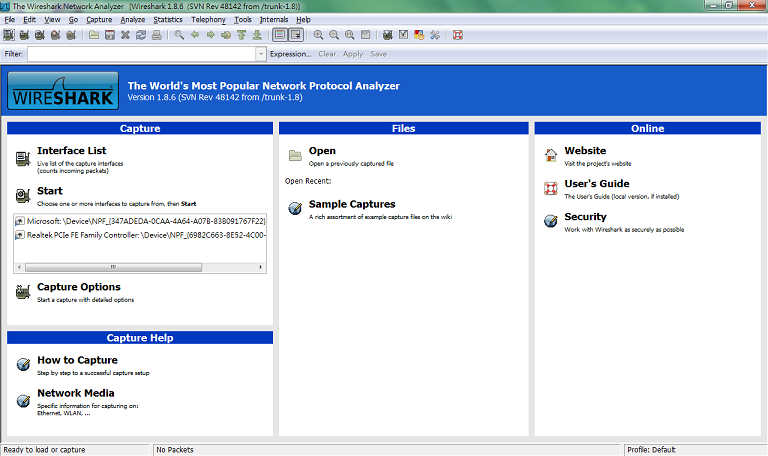 The Wireshark Network Analyzer [Wireshark 1.8.6 (SVN Rev 48142 from /trunk-1.8)]
File Edit View Go Capture Analyze Statistics Telephony Tools Internals Help
Filter: Expression... Clear Apply Save
WIRESHARK
The World's Most Popular Network Protocol Analyzer
Version 1.8.6 (SVN Rev 48142 from /trunk-1.8)
Capture
Interface List
Live list of the capture interfaces
(counts incoming packets)
Start
Choose one or more interfaces to capture from, then Start
Microsoft: \Device\NPF_{347ADEDA-0CAA-4A64-A07B-83B091767F22}
Realtek PCIe FE Family Controller: \Device\NPF_{6982C663-8E52-4C00-
Capture Options
Start a capture with detailed options
Capture Help
How to Capture
Step by step to a successful capture setup
Network Media
Specific information for capturing on:
Ethernet, WLAN, ...
Files
Open
Open a previously captured file
Open Recent:
Sample Captures
A rich assortment of example capture files on the wiki
Online
Website
Visit the project's website
User's Guide
The User's Guide (local version, if installed)
Security
Work with Wireshark as securely as possible
Ready to load or capture
No Packets
Profile: Default